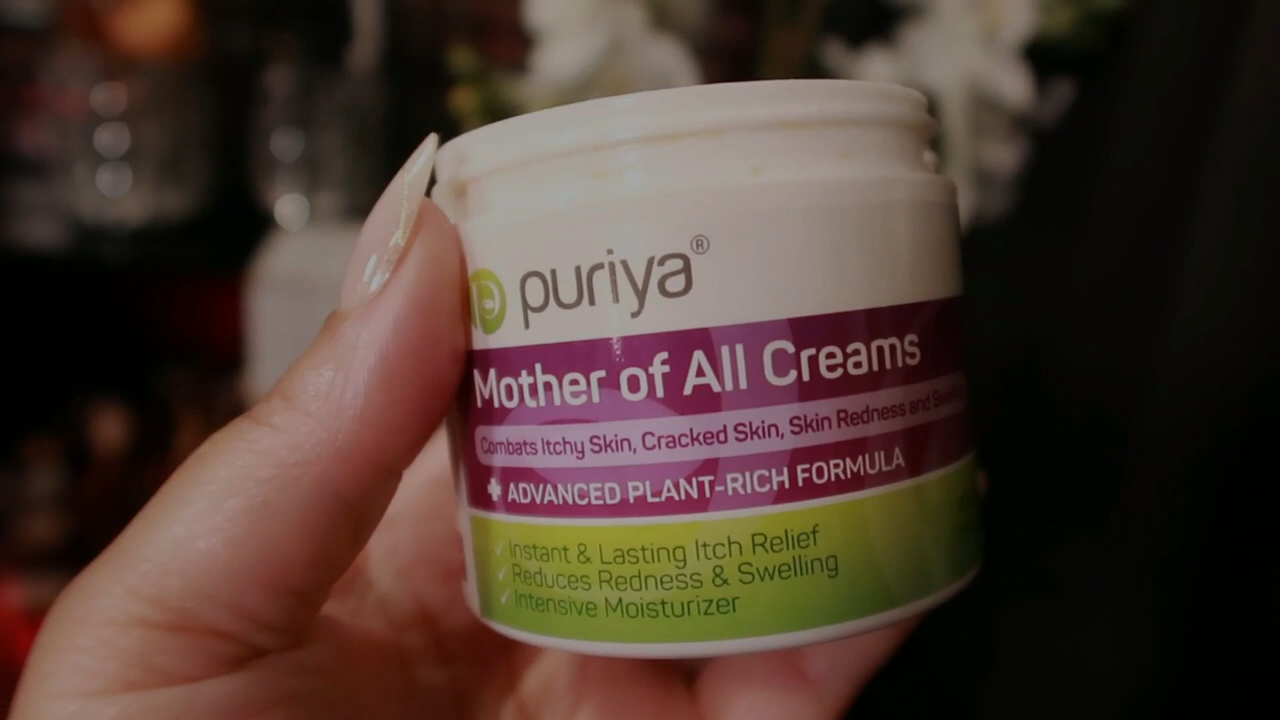 puriya®
Mother of All Creams
Combats Itchy Skin, Cracked Skin, Skin Redness and
+ ADVANCED PLANT-RICH FORMULA
✓ Instant & Lasting Itch Relief
✓ Reduces Redness & Swelling
✓ Intensive Moisturizer